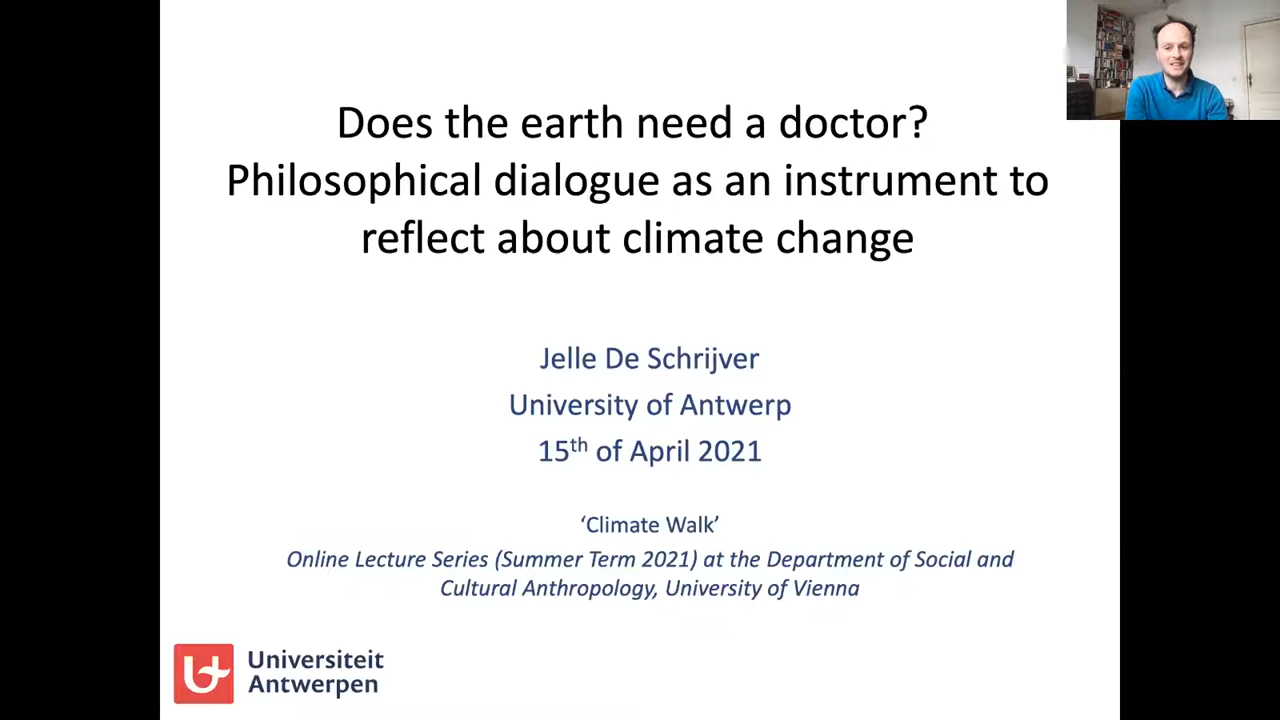 Does the earth need a doctor?
Philosophical dialogue as an instrument to
reflect about climate change
Jelle De Schrijver
University of Antwerp
15th of April 2021
‘Climate Walk’
Online Lecture Series (Summer Term 2021) at the Department of Social and
Cultural Anthropology, University of Vienna
Universiteit
Antwerpen